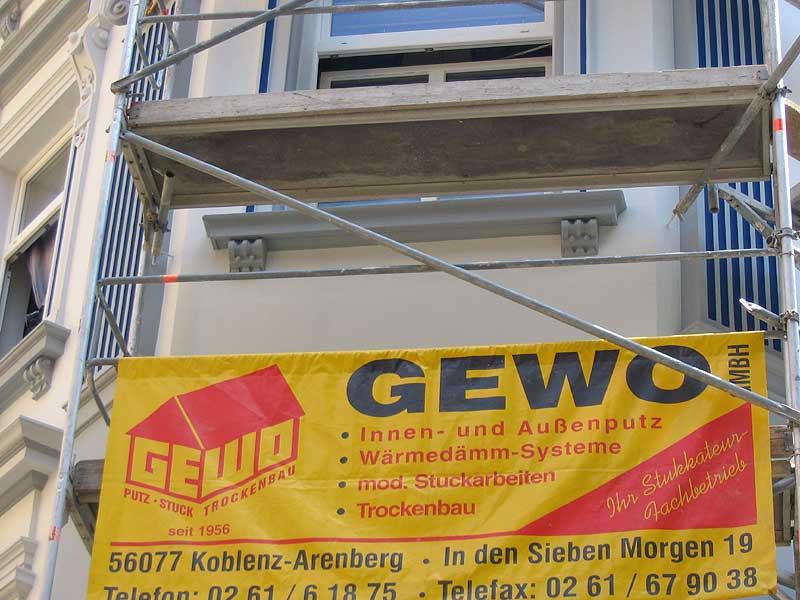 GEWO GMBH
• Innen- und Außenputz
• Wärmedämm-Systeme
• mod. Stuckarbeiten
• Trockenbau
GEWO
PUTZ · STUCK TROCKENBAU
seit 1956
Ihr Stukkateur-
Fachbetrieb
56077 Koblenz-Arenberg • In den Sieben Morgen 19
Telefon: 02 61 / 6 18 75 • Telefax: 02 61 / 67 90 38